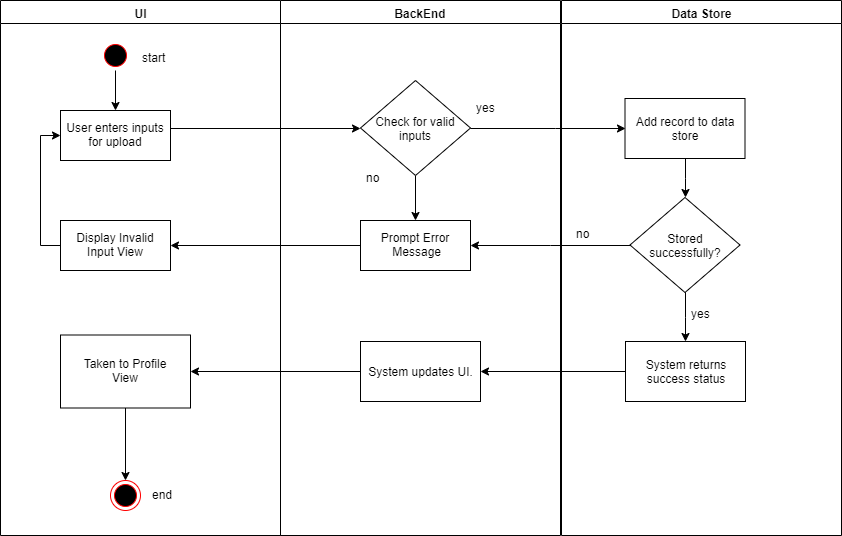 UI
BackEnd
Data Store
start
User enters inputs
for upload
Check for valid
inputs
yes
Add record to data
store
no
Display Invalid
Input View
Prompt Error
Message
no
Stored
successfully?
yes
Taken to Profile
View
System updates UI.
System returns
success status
end